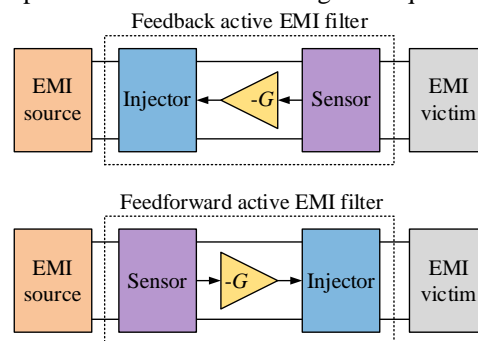 Feedback active EMI filter
EMI
source
Injector
-G
Sensor
EMI
victim
Feedforward active EMI filter
EMI
source
Sensor
-G
Injector
EMI
victim